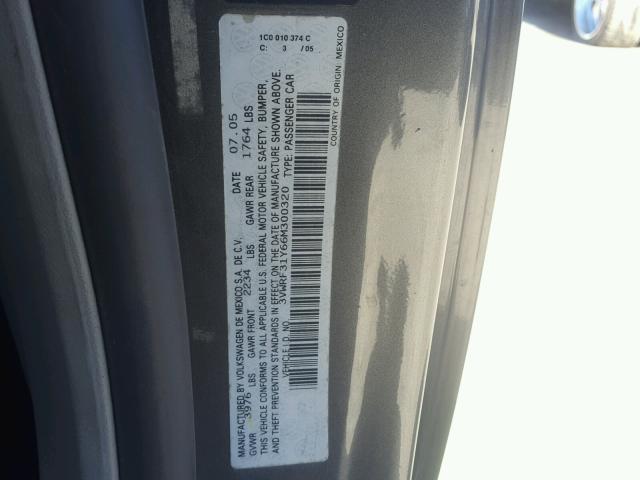 1C0 010 374 C
C: 3 /05
MANUFACTURED BY VOLKSWAGEN DE MEXICO S.A. DE C.V. DATE 07.05
GVWR 3976 LBS GAWR FRONT 2234 LBS GAWR REAR 1764 LBS
THIS VEHICLE CONFORMS TO ALL APPLICABLE U.S. FEDERAL MOTOR VEHICLE SAFETY, BUMPER,
AND THEFT PREVENTION STANDARDS IN EFFECT ON THE DATE OF MANUFACTURE SHOWN ABOVE.
VEHICLE I.D. NO. 3VWRF31Y66M300320 TYPE: PASSENGER CAR
COUNTRY OF ORIGIN: MEXICO